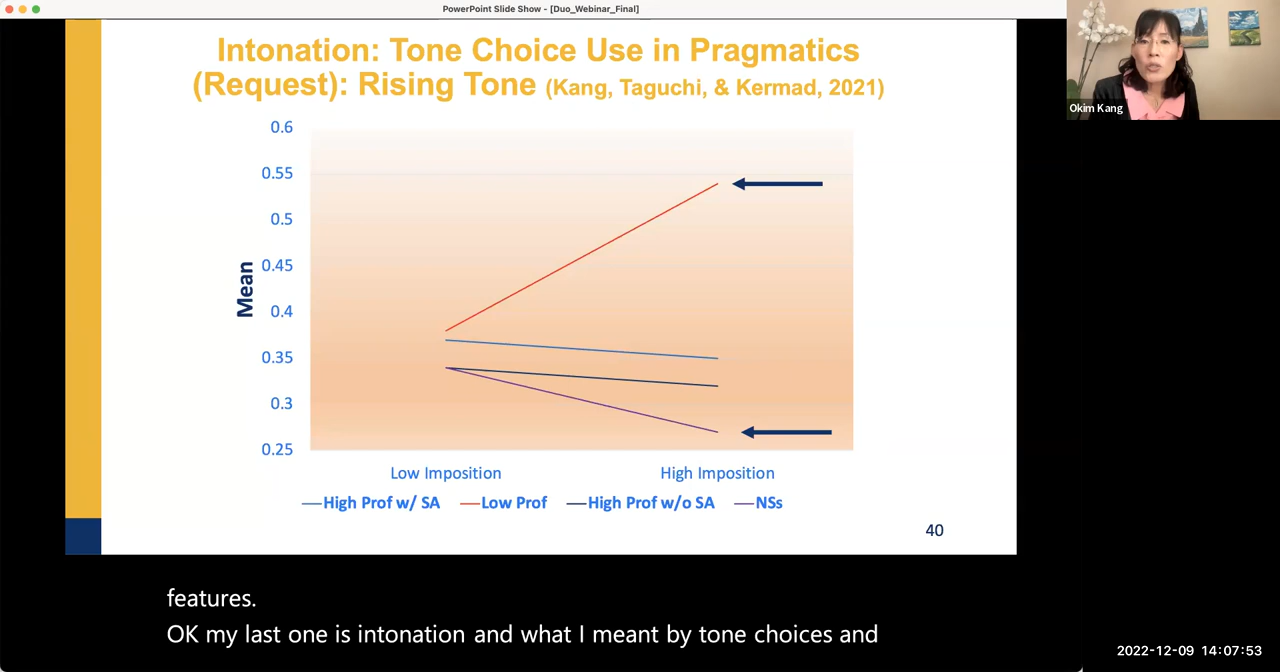 PowerPoint Slide Show - [Duo_Webinar_Final]
Intonation: Tone Choice Use in Pragmatics
(Request): Rising Tone (Kang, Taguchi, & Kermad, 2021)
Okim Kang
0.6
0.55
0.5
0.45
0.4
0.35
0.3
0.25
Mean
Low Imposition High Imposition
High Prof w/ SA Low Prof High Prof w/o SA NSs
40
features.
OK my last one is intonation and what I meant by tone choices and
2022-12-09 14:07:53